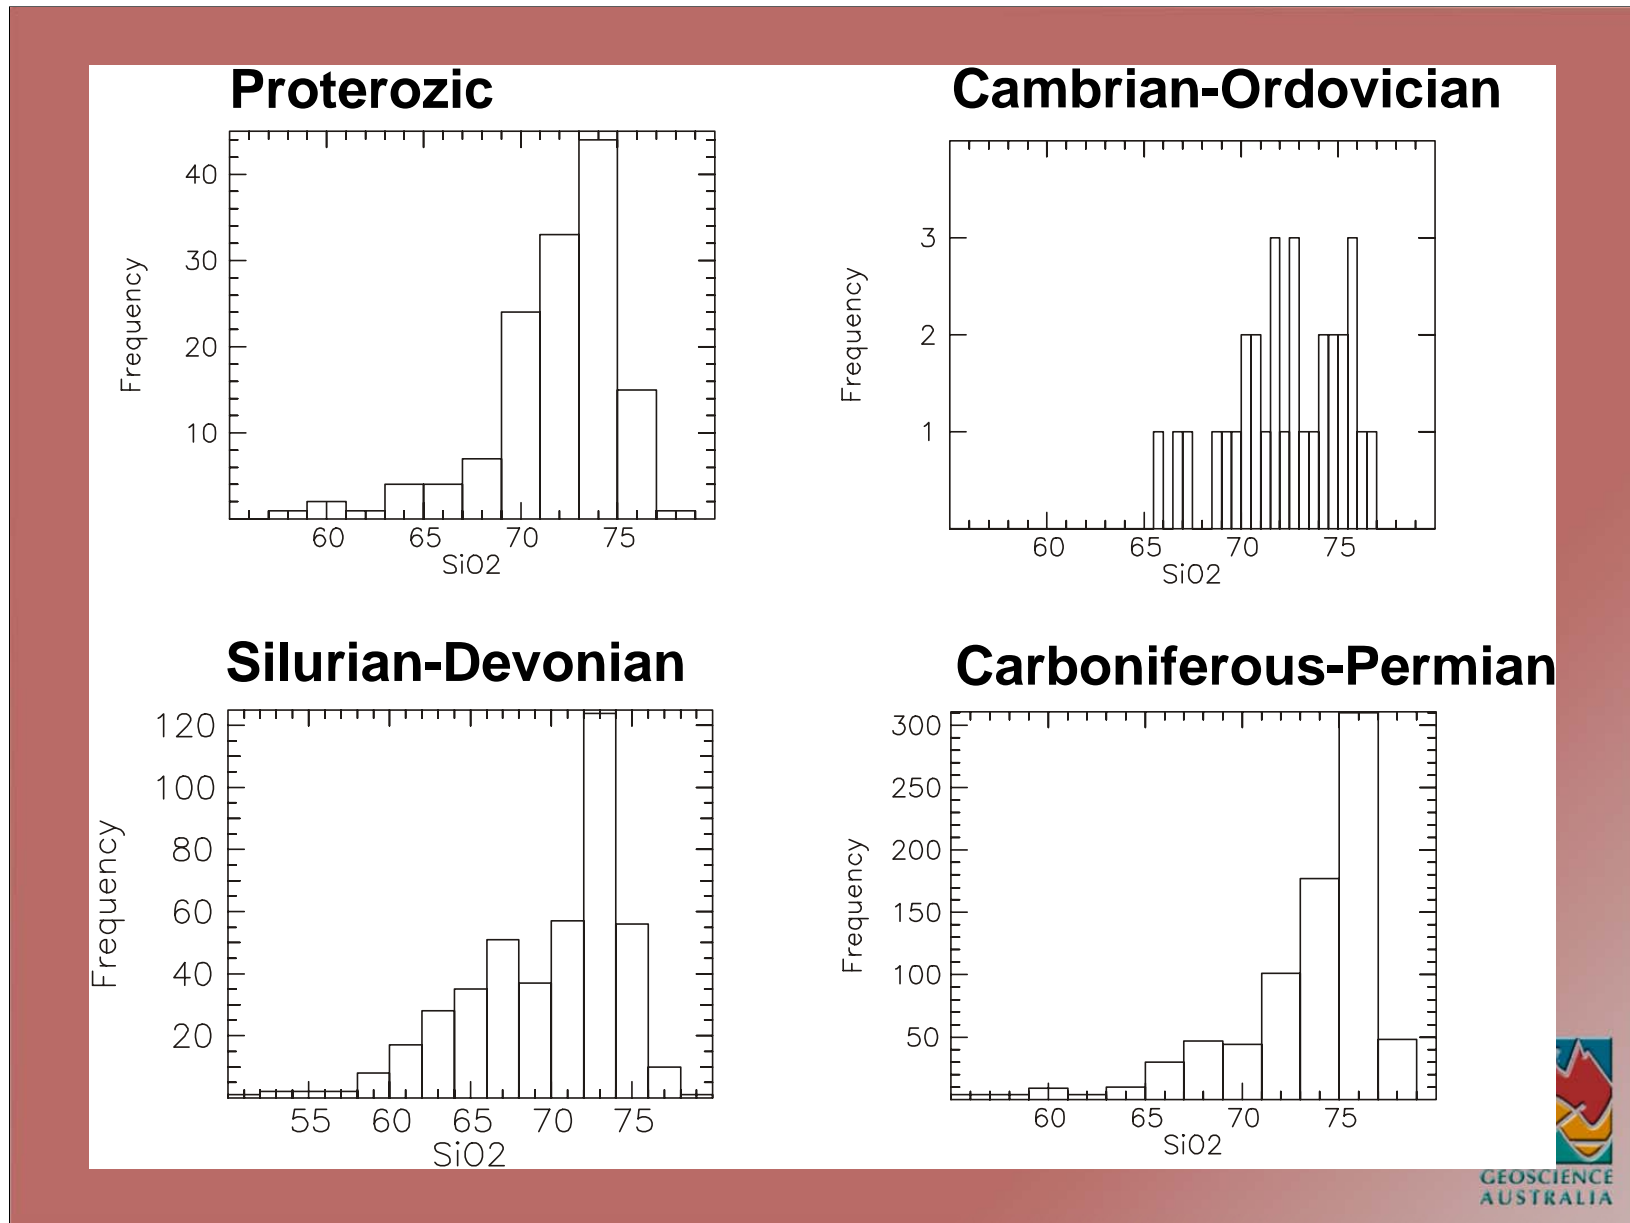 Proterozic
40
30
20
10
Frequency
60 65 70 75
SiO2
Cambrian-Ordovician
3
2
1
Frequency
60 65 70 75
SiO2
Silurian-Devonian
120
100
80
60
40
20
Frequency
55 60 65 70 75
SiO2
Carboniferous-Permian
300
250
200
150
100
50
Frequency
60 65 70 75
SiO2
GEOSCIENCE
AUSTRALIA